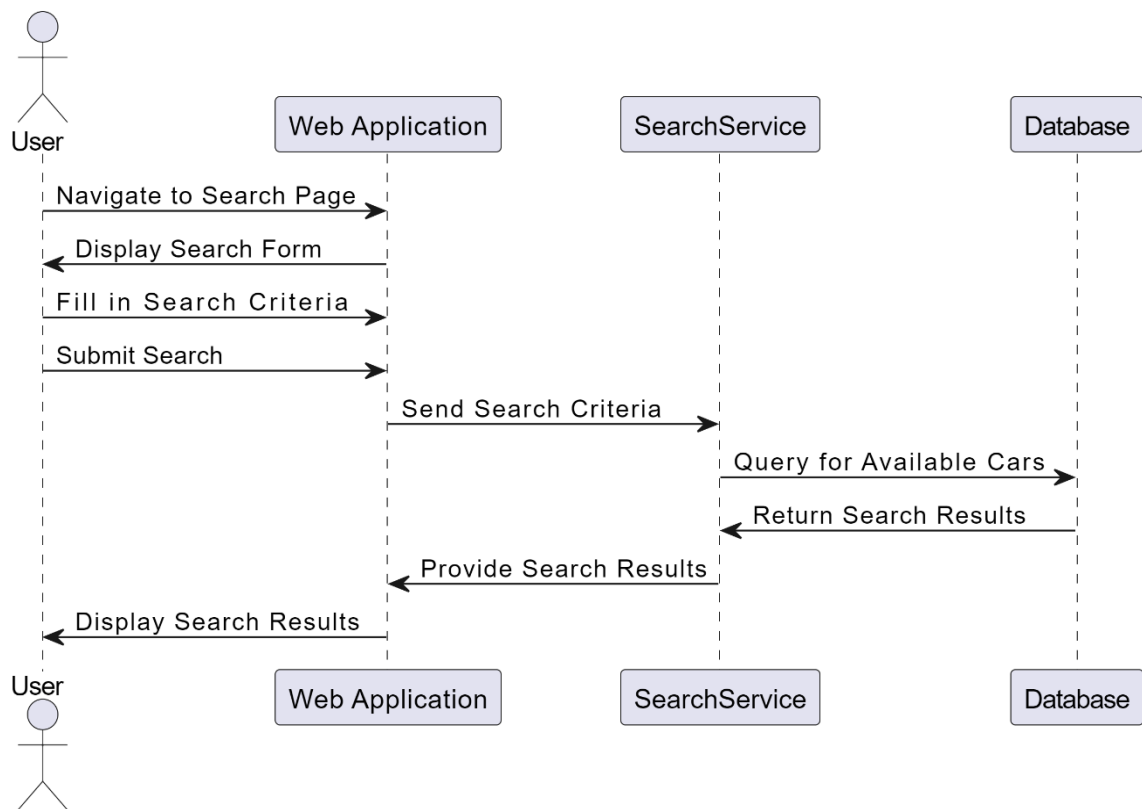 User
Web Application
SearchService
Database
Navigate to Search Page
Display Search Form
Fill in Search Criteria
Submit Search
Send Search Criteria
Query for Available Cars
Return Search Results
Provide Search Results
Display Search Results
User
Web Application
SearchService
Database